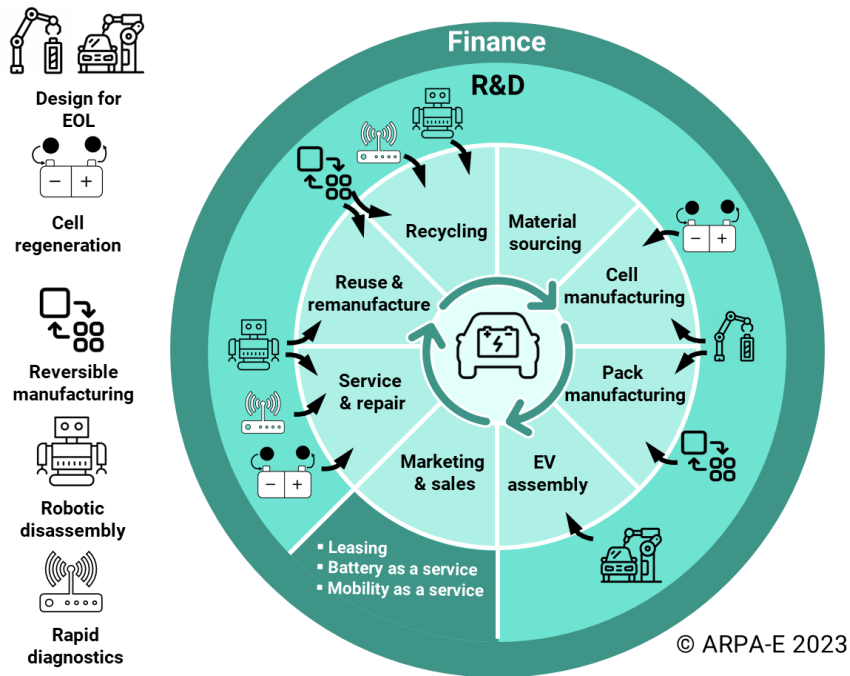 Finance
R&D
Design for
EOL
Cell
regeneration
Reversible
manufacturing
Robotic
disassembly
Rapid
diagnostics
Recycling
Material
sourcing
Cell
manufacturing
Pack
manufacturing
EV
assembly
Marketing
& sales
Service
& repair
Reuse &
remanufacture
▪ Leasing
▪ Battery as a service
▪ Mobility as a service
© ARPA-E 2023